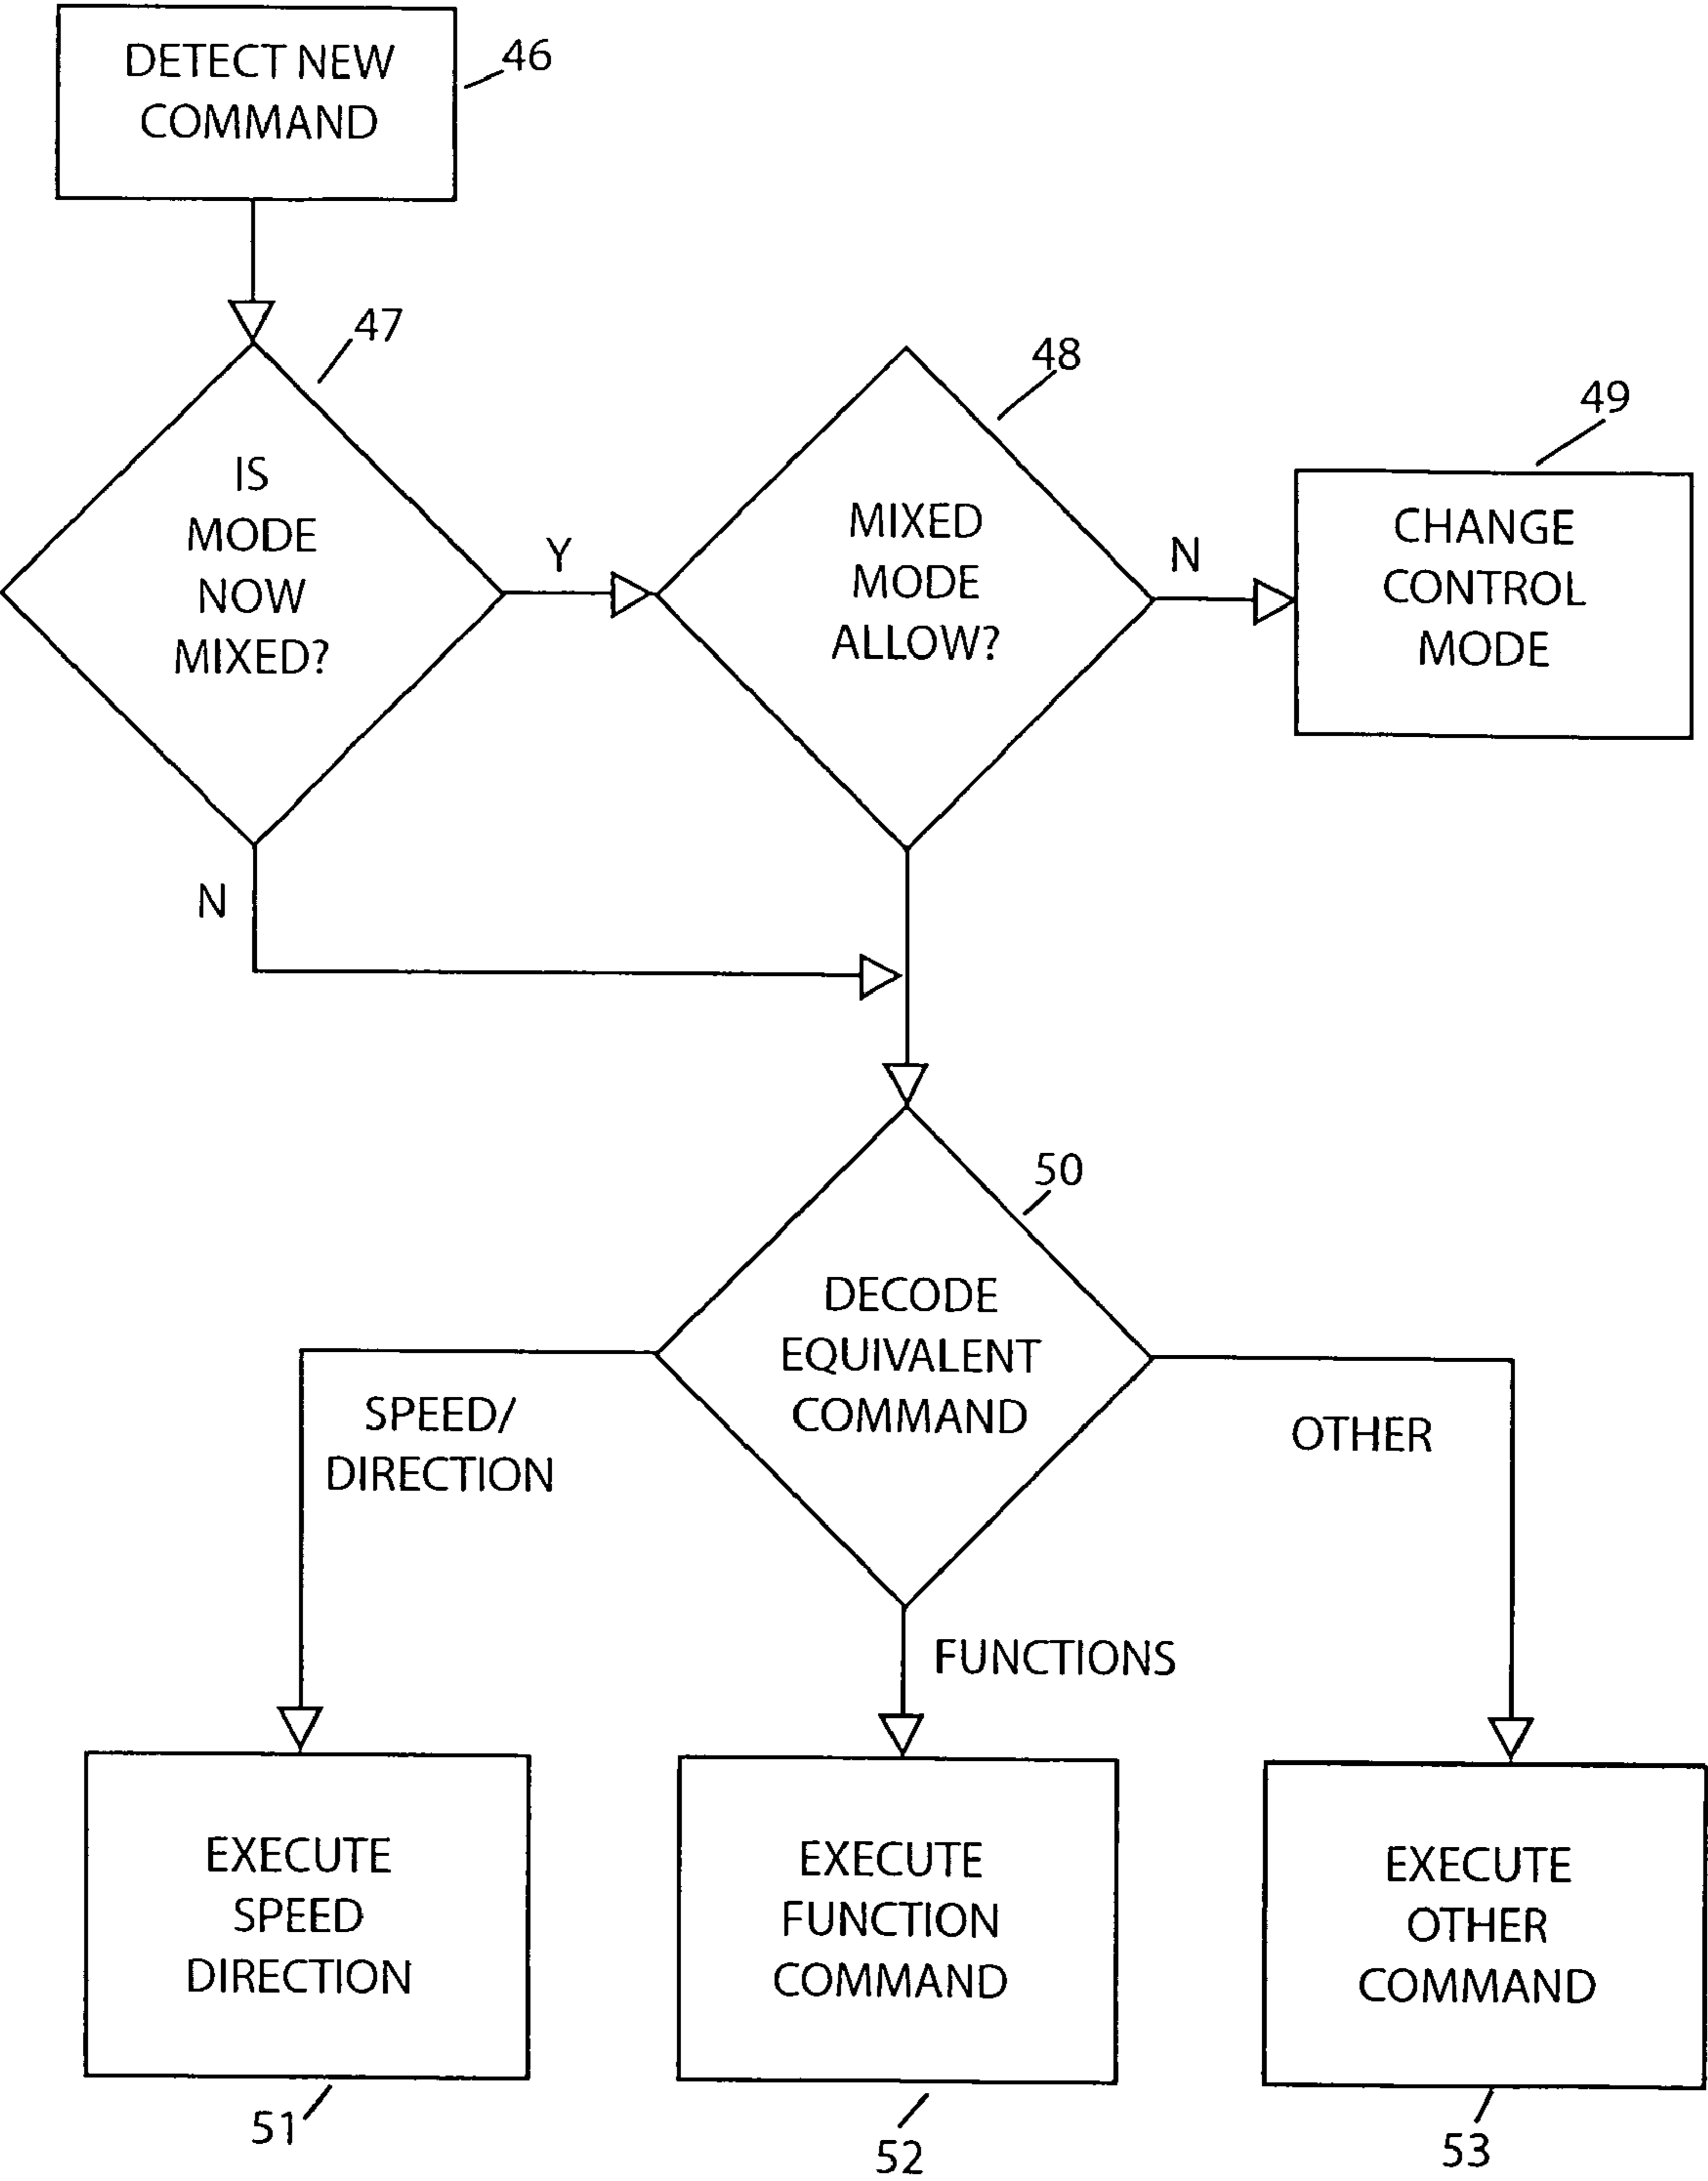 DETECT NEW
COMMAND
46
47
IS
MODE
NOW
MIXED?
Y
N
48
MIXED
MODE
ALLOW?
N
49
CHANGE
CONTROL
MODE
50
DECODE
EQUIVALENT
COMMAND
SPEED/
DIRECTION
FUNCTIONS
OTHER
EXECUTE
SPEED
DIRECTION
51
EXECUTE
FUNCTION
COMMAND
52
EXECUTE
OTHER
COMMAND
53